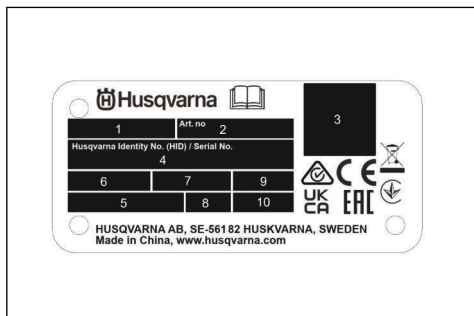 Husqvarna
1
Art. no
2
3
Husqvarna Identity No. (HID) / Serial No.
4
6
7
9
5
8
10
CE
UK
CA
EAC
HUSQVARNA AB, SE-561 82 HUSKVARNA, SWEDEN
Made in China, www.husqvarna.com